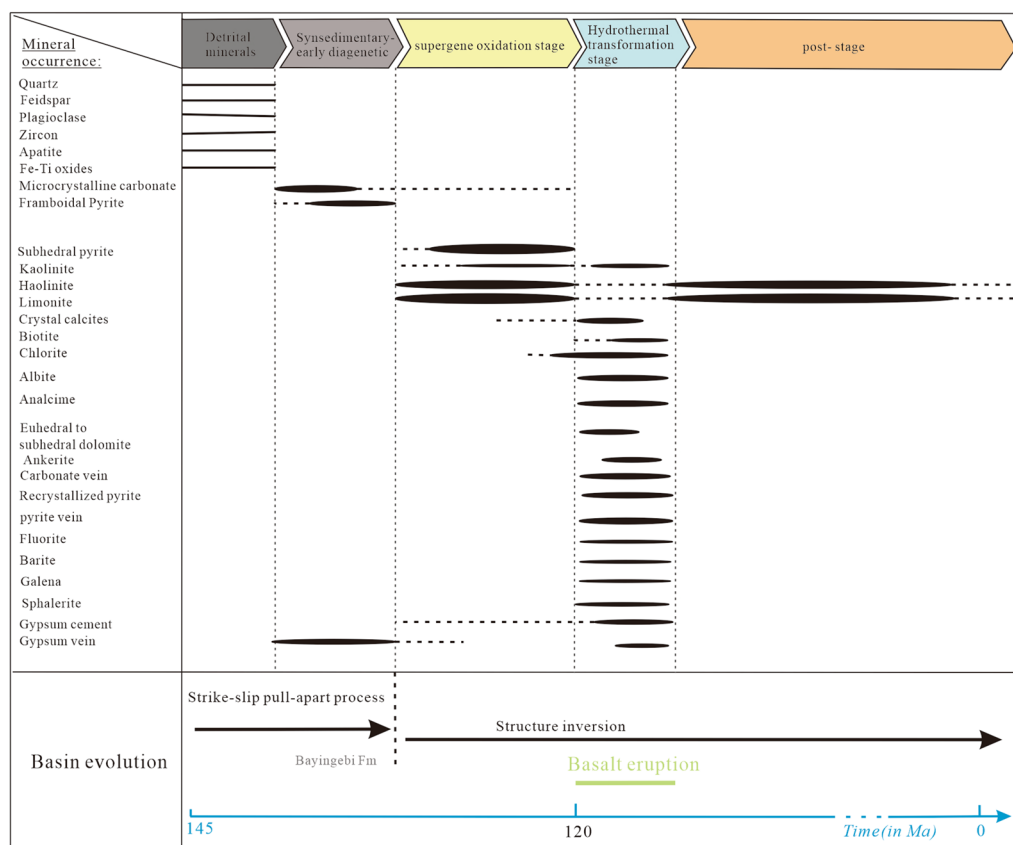 Mineral
occurrence:
Detrital
minerals
Synsedimentary-
early diagenetic
supergene oxidation stage
Hydrothermal
transformation
stage
post- stage
Quartz
Feidspar
Plagioclase
Zircon
Apatite
Fe-Ti oxides
Microcrystalline carbonate
Framboidal Pyrite
Subhedral pyrite
Kaolinite
Haolinite
Limonite
Crystal calcites
Biotite
Chlorite
Albite
Analcime
Euhedral to
subhedral dolomite
Ankerite
Carbonate vein
Recrystallized pyrite
pyrite vein
Fluorite
Barite
Galena
Sphalerite
Gypsum cement
Gypsum vein
Basin evolution
Strike-slip pull-apart process
Bayingebi Fm
Structure inversion
Basalt eruption
145
120
Time(in Ma)
0